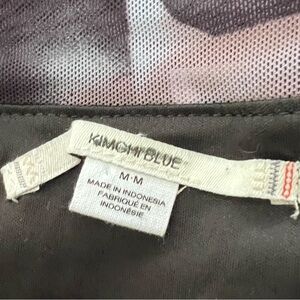 KIMCHI BLUE
M·M
MADE IN INDONESIA
FABRIQUÉ EN
INDONÉSIE